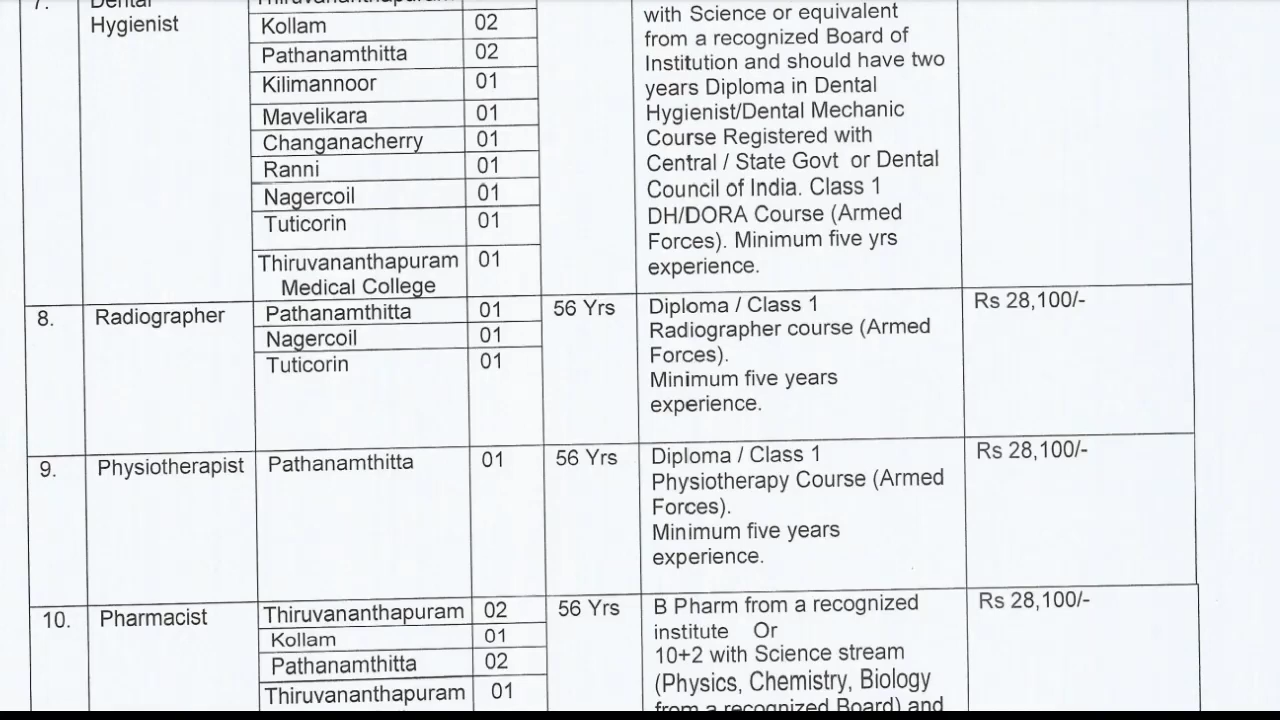 7.
Dental
Hygienist
Thiruvananthapuram
Kollam 02
Pathanamthitta 02
Kilimannoor 01
Mavelikara 01
Changanacherry 01
Ranni 01
Nagercoil 01
Tuticorin 01
Thiruvananthapuram 01
Medical College
with Science or equivalent
from a recognized Board of
Institution and should have two
years Diploma in Dental
Hygienist/Dental Mechanic
Course Registered with
Central / State Govt or Dental
Council of India. Class 1
DH/DORA Course (Armed
Forces). Minimum five yrs
experience.
8. Radiographer
Pathanamthitta 01
Nagercoil 01
Tuticorin 01
56 Yrs
Diploma / Class 1
Radiographer course (Armed
Forces).
Minimum five years
experience.
Rs 28,100/-
9. Physiotherapist
Pathanamthitta 01
56 Yrs
Diploma / Class 1
Physiotherapy Course (Armed
Forces).
Minimum five years
experience.
Rs 28,100/-
10. Pharmacist
Thiruvananthapuram 02
Kollam 01
Pathanamthitta 02
Thiruvananthapuram 01
56 Yrs
B Pharm from a recognized
institute Or
10+2 with Science stream
(Physics, Chemistry, Biology
from a recognized Board) and
Rs 28,100/-